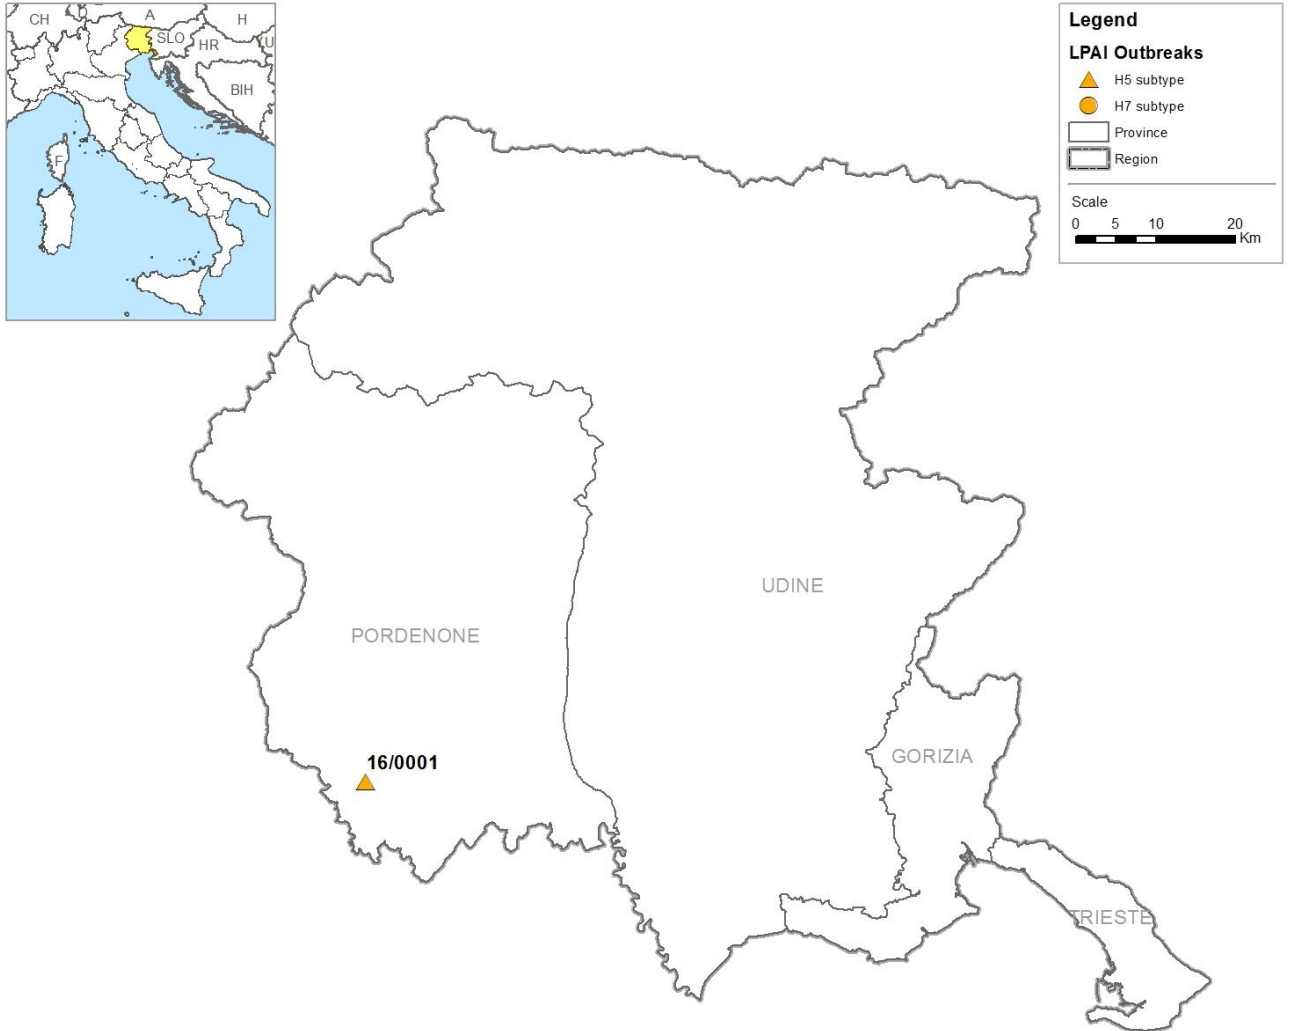 CH
A
H
SLO
HR
YU
BIH
F
Legend
LPAI Outbreaks
H5 subtype
H7 subtype
Province
Region
Scale
0 5 10 20
Km
UDINE
PORDENONE
GORIZIA
16/0001
TRIESTE